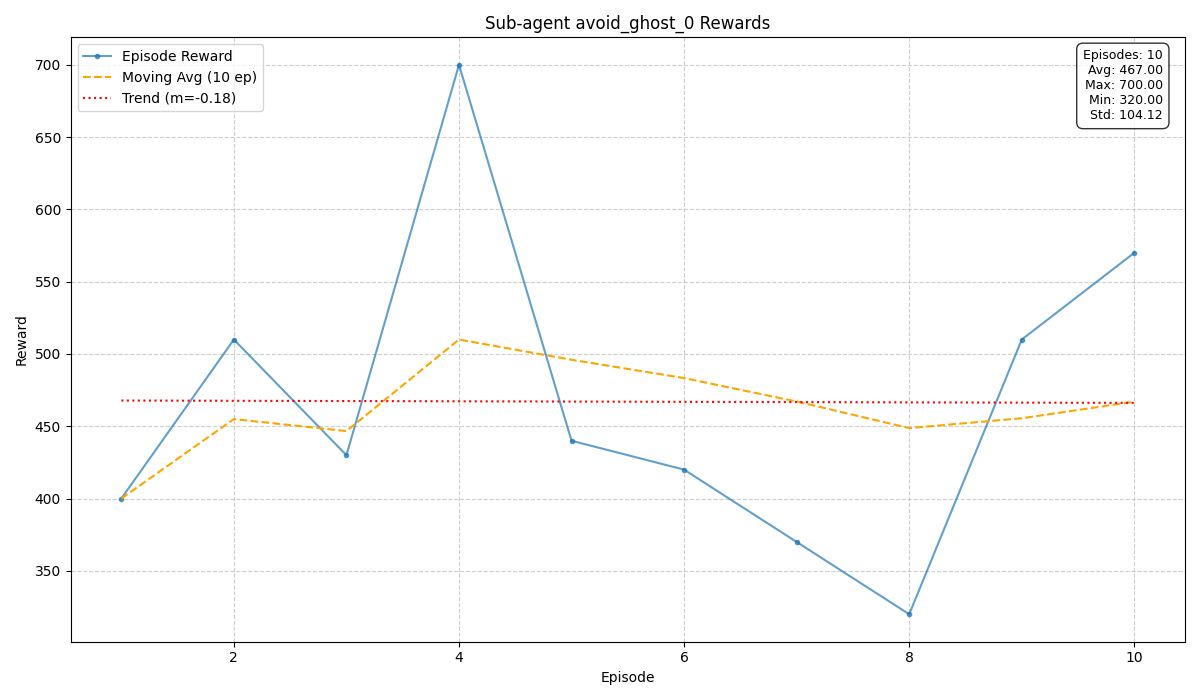 Sub-agent avoid_ghost_0 Rewards
Episode Reward
Moving Avg (10 ep)
Trend (m=-0.18)
Episodes: 10
Avg: 467.00
Max: 700.00
Min: 320.00
Std: 104.12
Reward
700
650
600
550
500
450
400
350
2
4
6
8
10
Episode